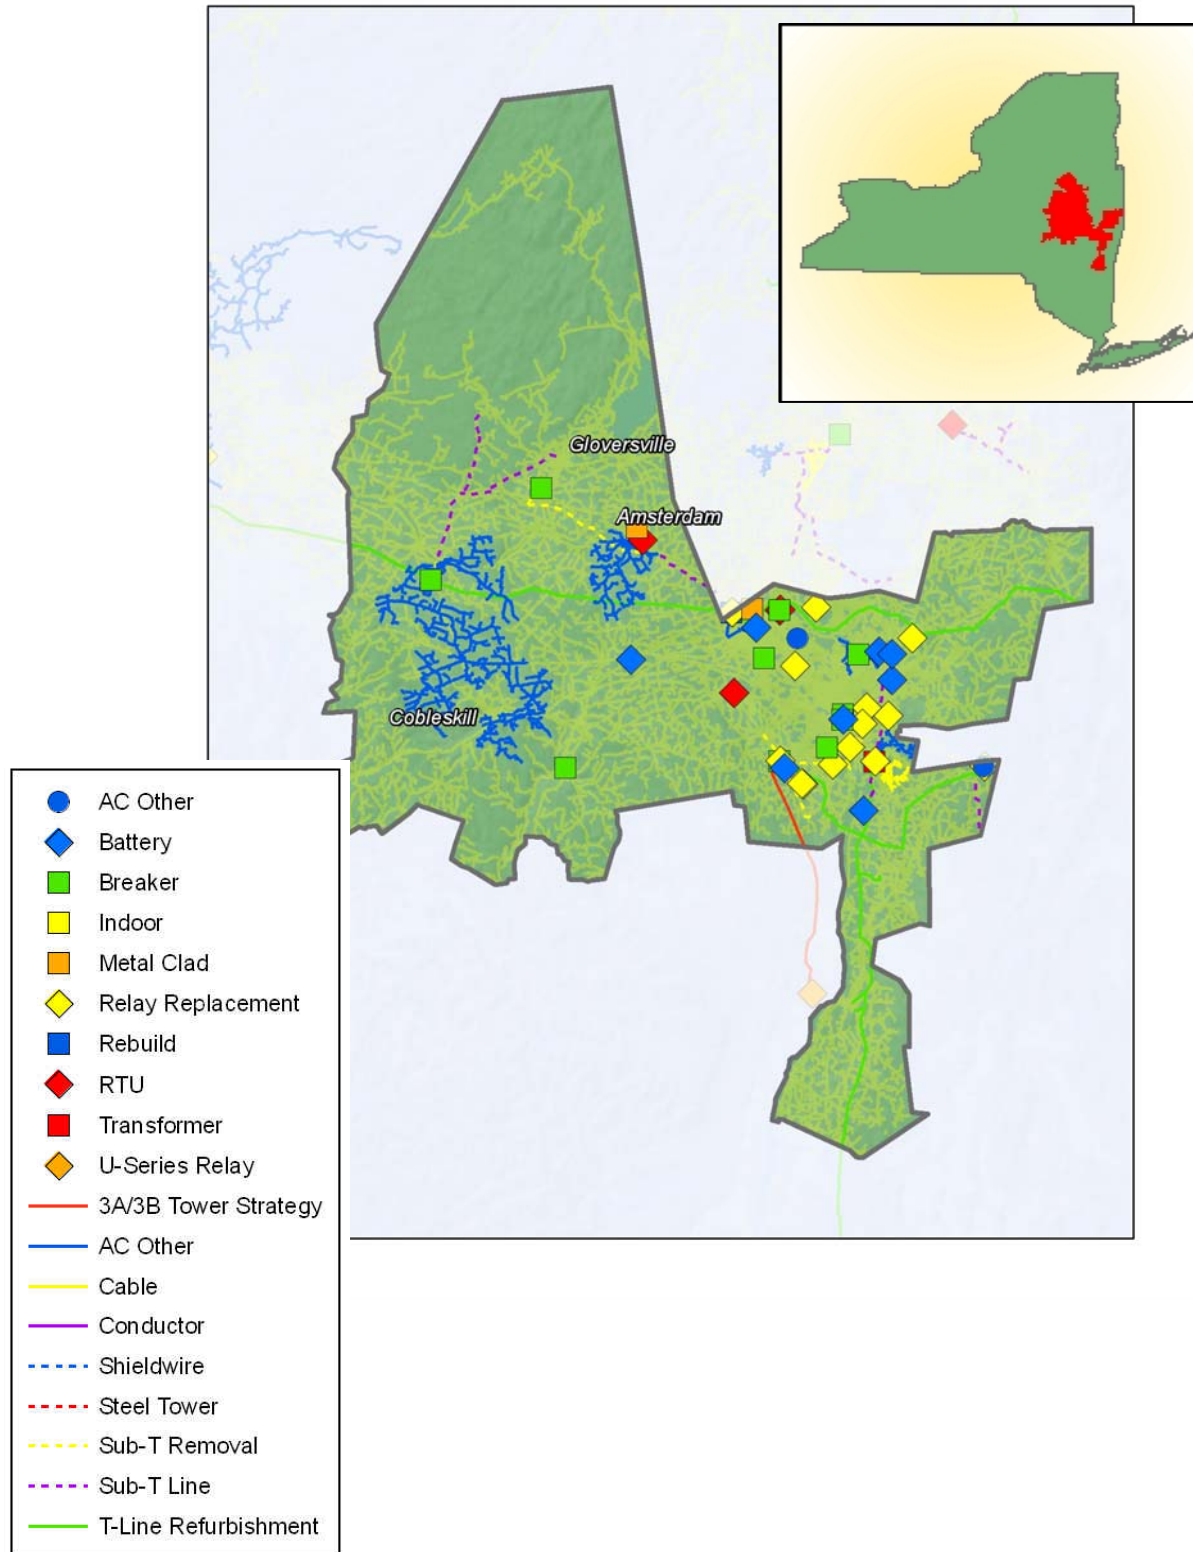 Gloversville
Amsterdam
Cobleskill
AC Other
Battery
Breaker
Indoor
Metal Clad
Relay Replacement
Rebuild
RTU
Transformer
U-Series Relay
3A/3B Tower Strategy
AC Other
Cable
Conductor
Shieldwire
Steel Tower
Sub-T Removal
Sub-T Line
T-Line Refurbishment